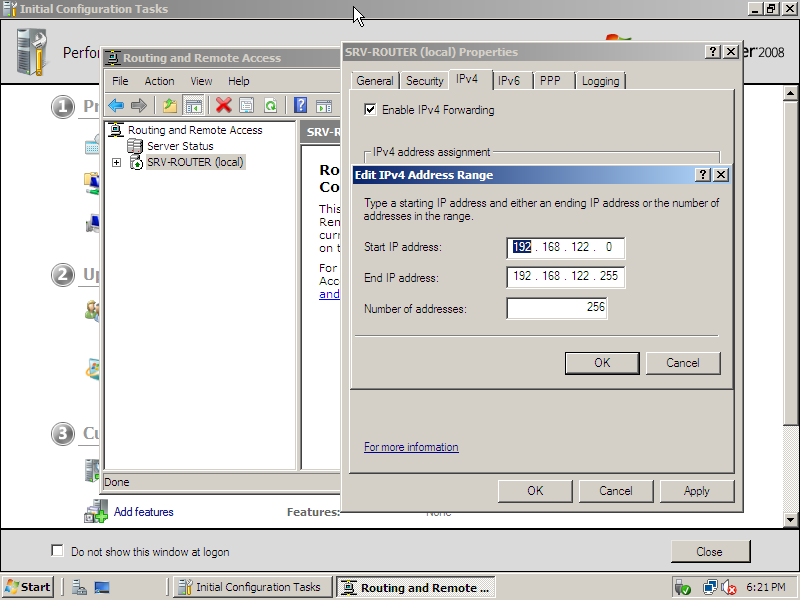 Initial Configuration Tasks
Perfor
er 2008
1 Pr
2 Up
3 Cu
Add features
Features:
None
Do not show this window at logon
Close
Routing and Remote Access
File Action View Help
Routing and Remote Access
Server Status
SRV-ROUTER (local)
SRV-R
Ro
Co
This
Rem
curr
on t
For
Acc
and
Done
SRV-ROUTER (local) Properties
General Security IPv4 IPv6 PPP Logging
Enable IPv4 Forwarding
IPv4 address assignment
Edit IPv4 Address Range
Type a starting IP address and either an ending IP address or the number of
addresses in the range.
Start IP address: 192 . 168 . 122 . 0
End IP address: 192 . 168 . 122 . 255
Number of addresses: 256
OK Cancel
For more information
OK Cancel Apply
Start Initial Configuration Tasks Routing and Remote ... 6:21 PM